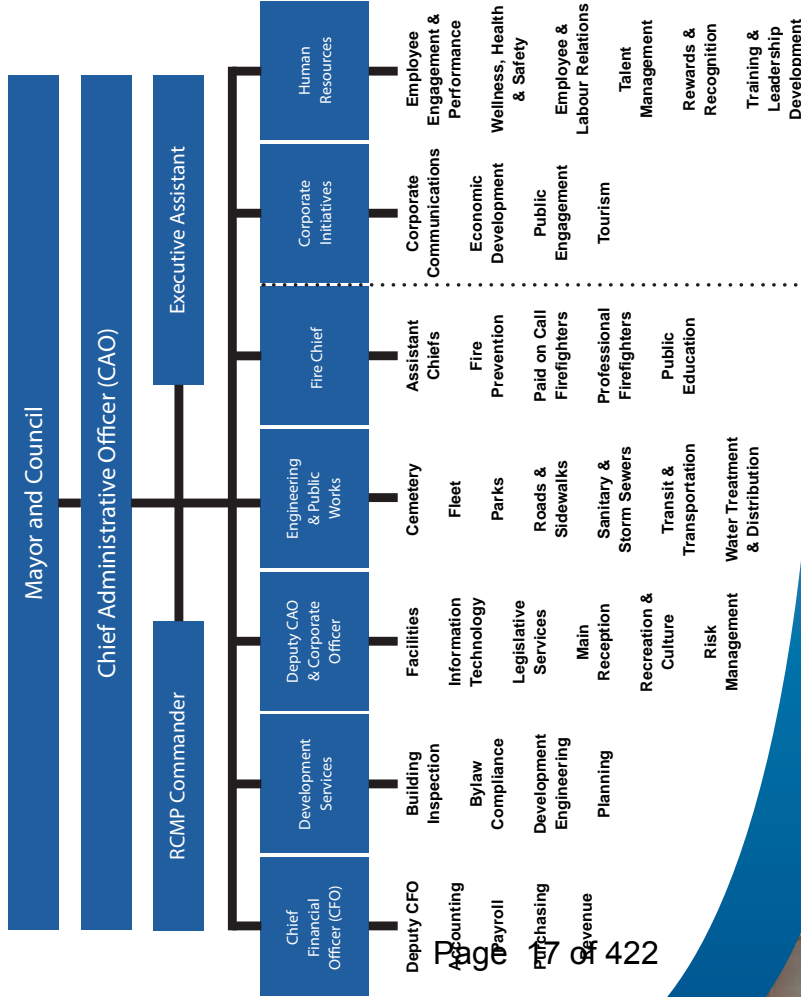 Mayor and Council
Chief Administrative Officer (CAO)
RCMP Commander
Executive Assistant
Chief
Financial
Officer (CFO)
Deputy CFO
Accounting
Payroll
Purchasing
Revenue
Development
Services
Building
Inspection
Bylaw
Compliance
Development
Engineering
Planning
Deputy CAO
& Corporate
Officer
Facilities
Information
Technology
Legislative
Services
Main
Reception
Recreation &
Culture
Risk
Management
Engineering
& Public
Works
Cemetery
Fleet
Parks
Roads &
Sidewalks
Sanitary &
Storm Sewers
Transit &
Transportation
Water Treatment
& Distribution
Fire Chief
Assistant
Chiefs
Fire
Prevention
Paid on Call
Firefighters
Professional
Firefighters
Public
Education
Corporate
Initiatives
Corporate
Communications
Economic
Development
Public
Engagement
Tourism
Human
Resources
Employee
Engagement &
Performance
Wellness, Health
& Safety
Employee &
Labour Relations
Talent
Management
Rewards &
Recognition
Training &
Leadership
Development
Page 17 of 422